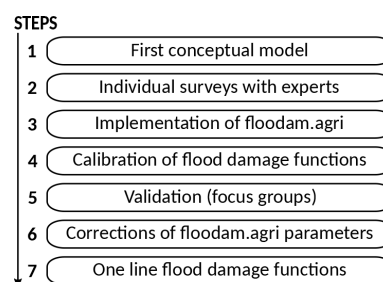 STEPS
1 First conceptual model
2 Individual surveys with experts
3 Implementation of floodam.agri
4 Calibration of flood damage functions
5 Validation (focus groups)
6 Corrections of floodam.agri parameters
7 One line flood damage functions